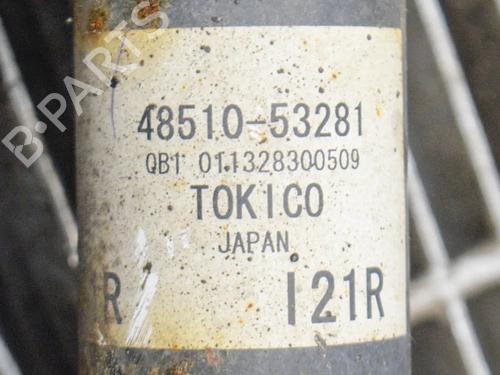 B-PARTS
48510-53281
QB1 011328300509
TOKICO
JAPAN
R I21R